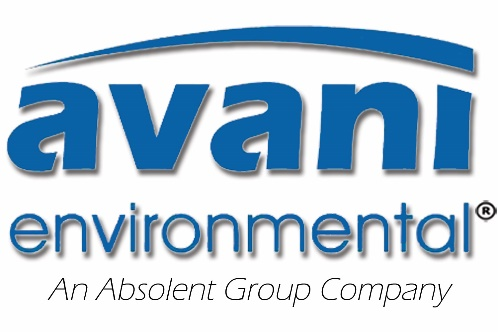 avani
environmental®
An Absolent Group Company